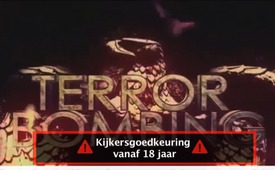 TERROR
BOMBING
Kijkersgoedkeuring
vanaf 18 jaar